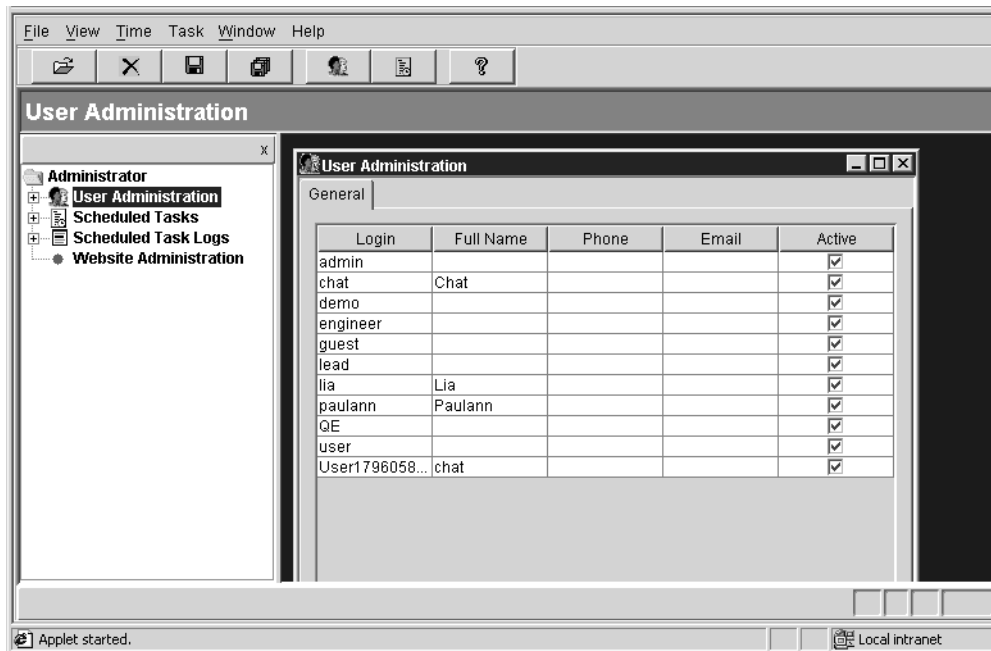 File View Time Task Window Help
User Administration
x
Administrator
User Administration
Scheduled Tasks
Scheduled Task Logs
Website Administration
User Administration
General
Login Full Name Phone Email Active
admin
chat Chat
demo
engineer
guest
lead
lia Lia
paulann Paulann
QE
user
User1796058... chat
Applet started.
Local intranet